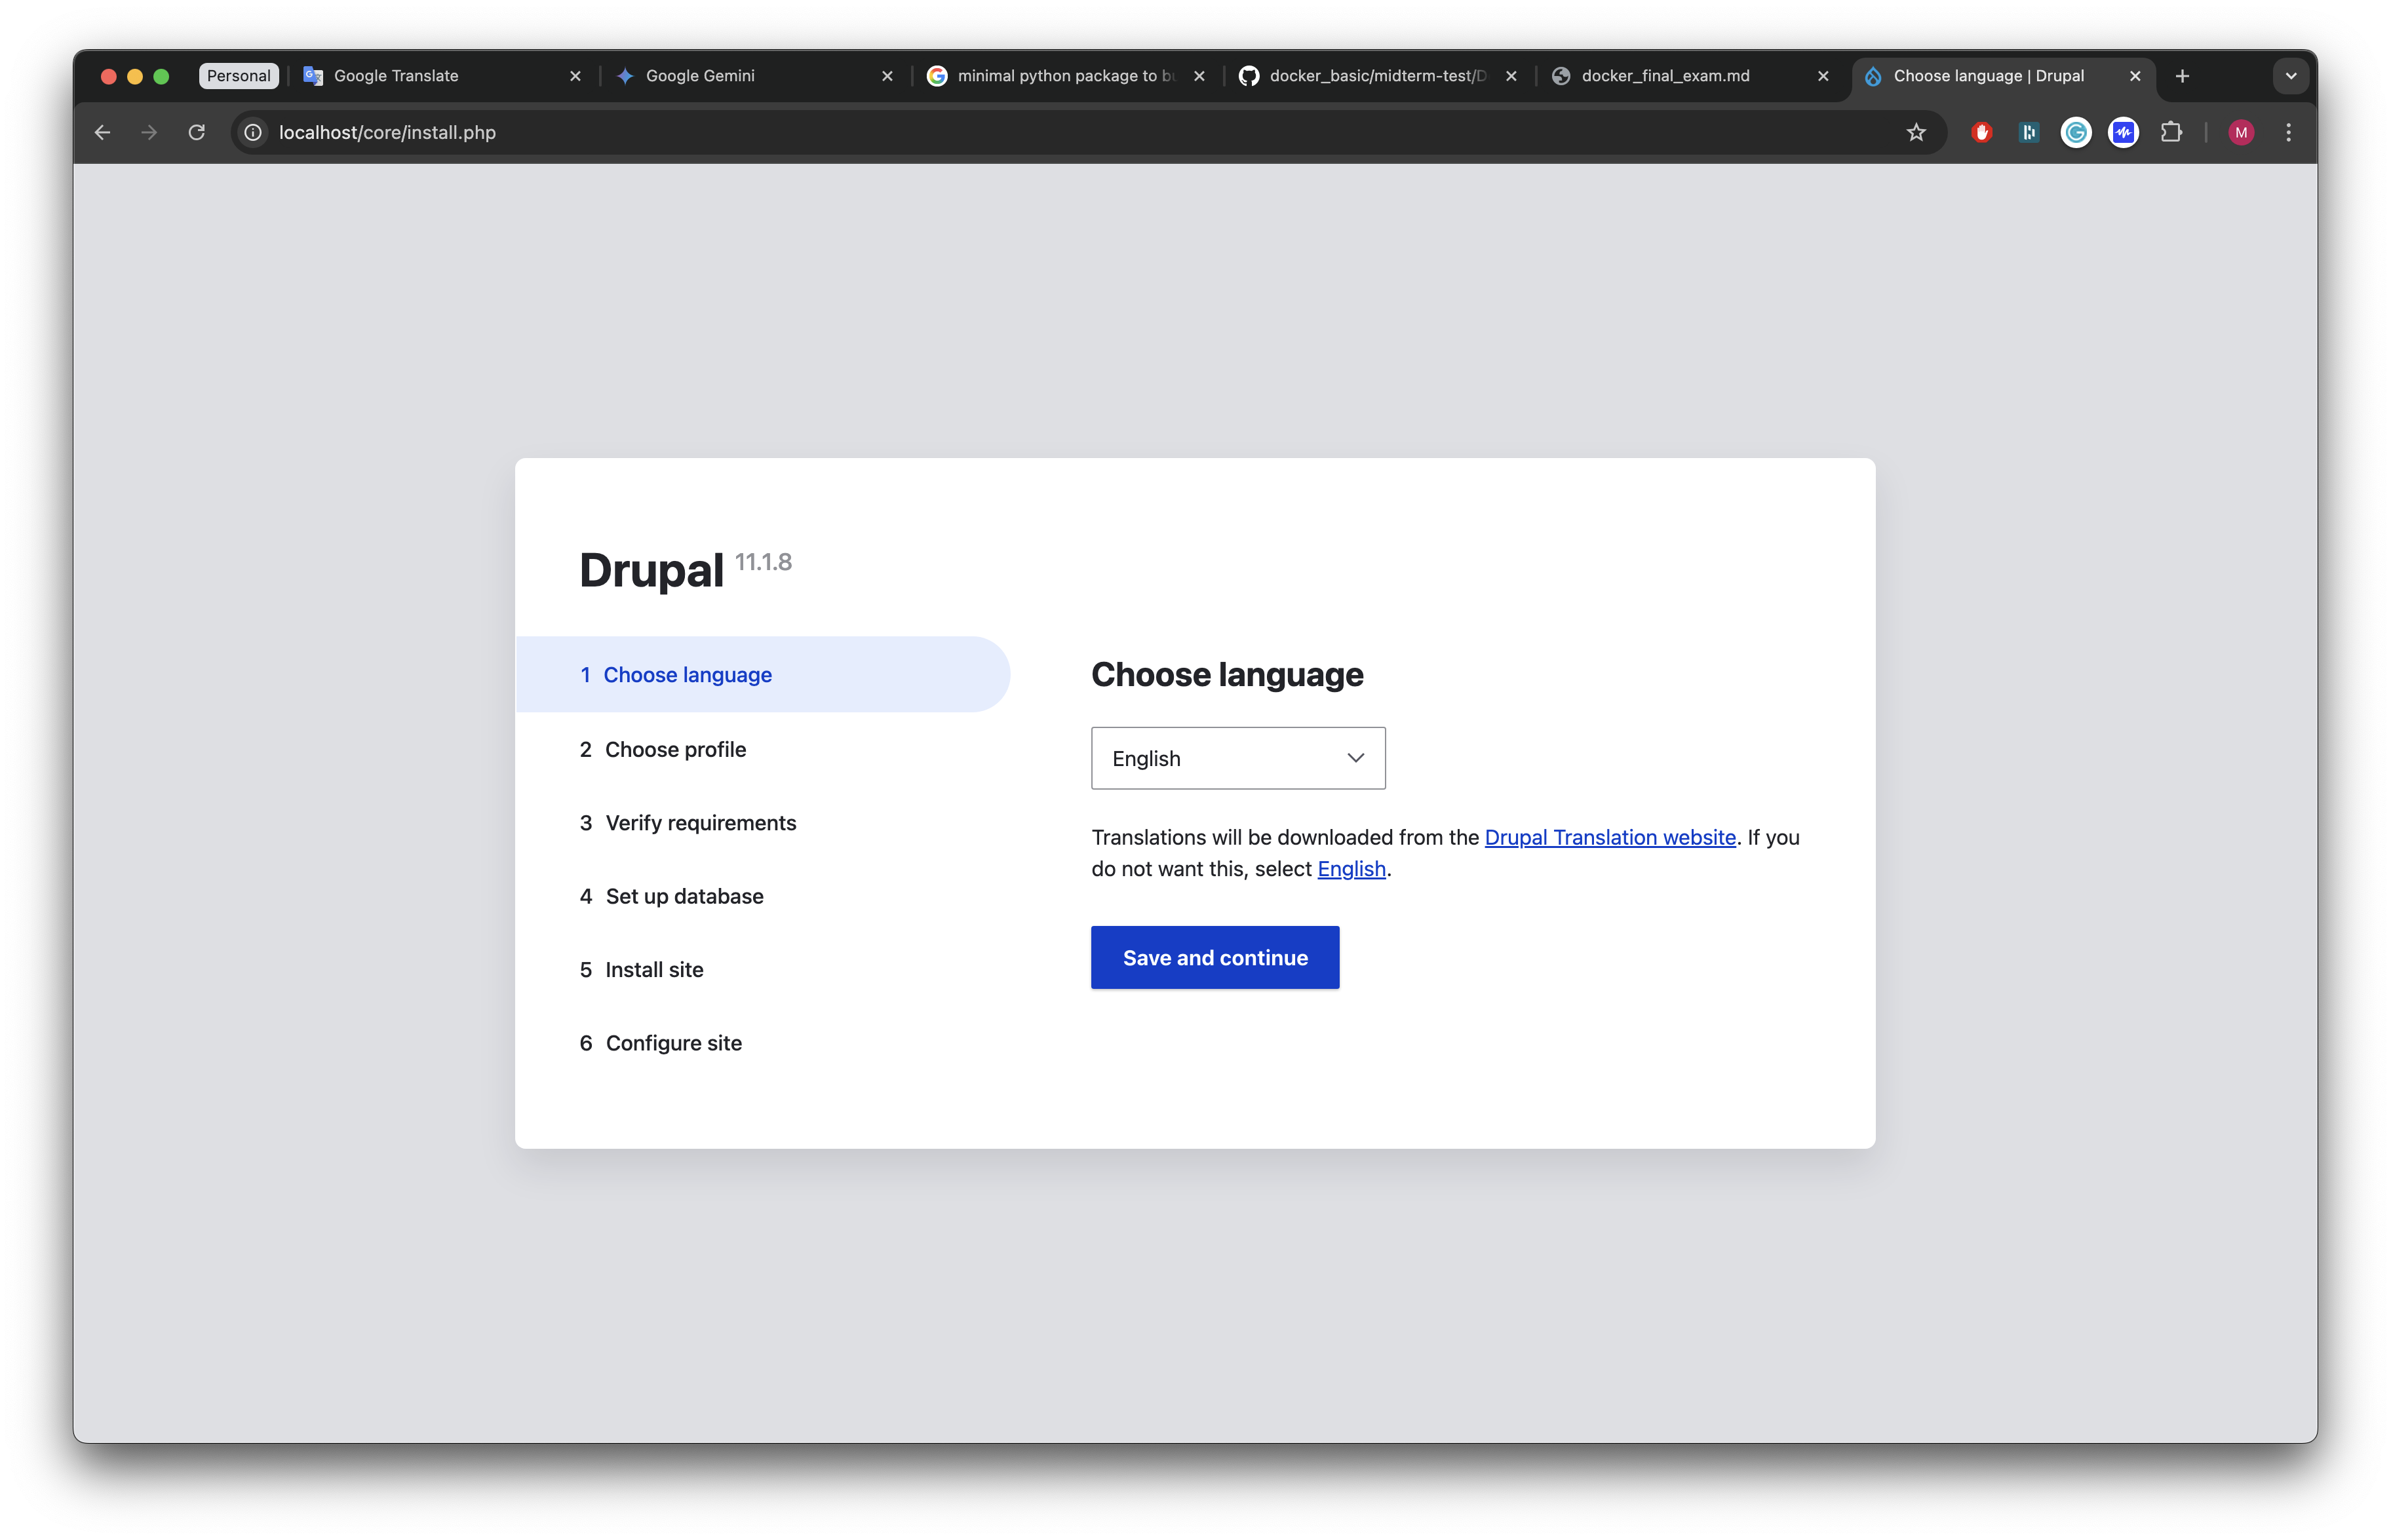 Personal
Google Translate
Google Gemini
minimal python package to bu
docker_basic/midterm-test/D
docker_final_exam.md
Choose language | Drupal
localhost/core/install.php
M
Drupal 11.1.8
1 Choose language
2 Choose profile
3 Verify requirements
4 Set up database
5 Install site
6 Configure site
Choose language
English
Translations will be downloaded from the Drupal Translation website. If you
do not want this, select English.
Save and continue